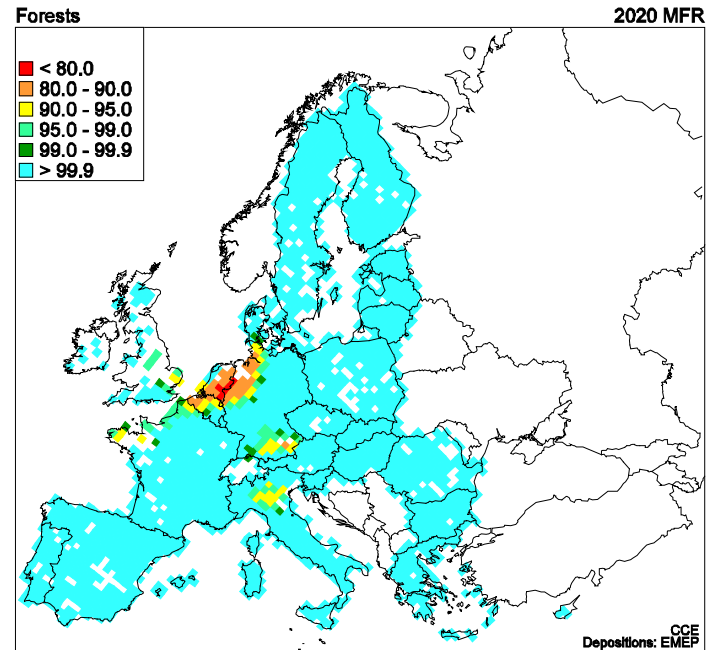 Forests
2020 MFR
< 80.0
80.0 - 90.0
90.0 - 95.0
95.0 - 99.0
99.0 - 99.9
> 99.9
CCE
Depositions: EMEP